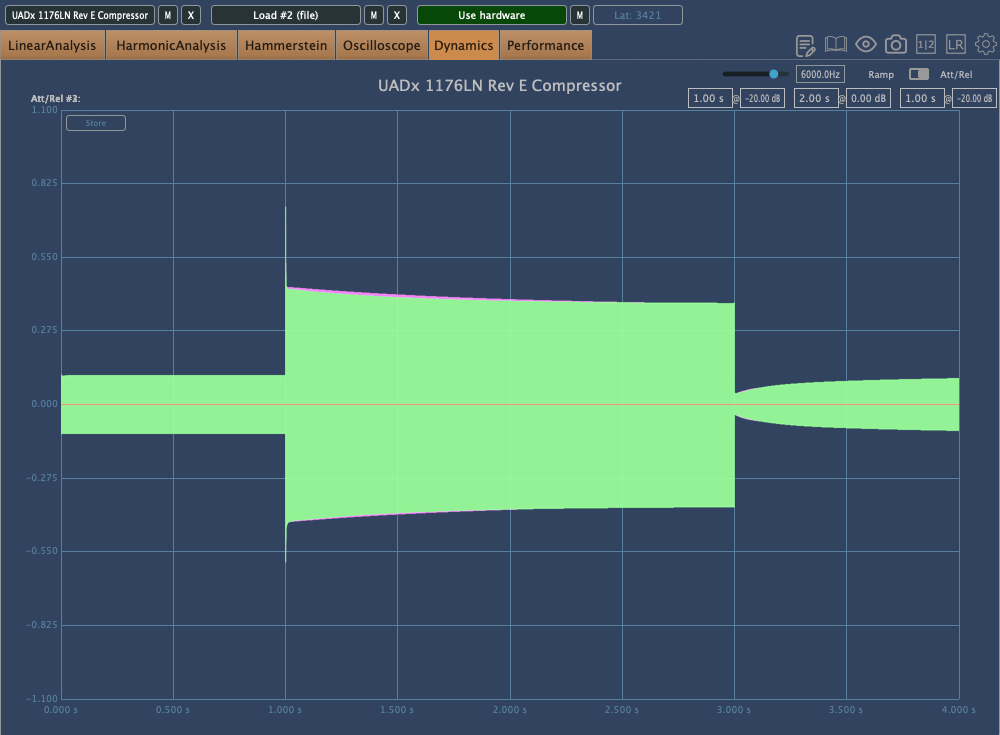 UADx 1176LN Rev E Compressor M X Load #2 (file) M X Use hardware M Lat: 3421
LinearAnalysis HarmonicAnalysis Hammerstein Oscilloscope Dynamics Performance 1|2 LR
6000.0Hz Ramp Att/Rel
UADx 1176LN Rev E Compressor
1.00 s @ -20.00 dB 2.00 s @ 0.00 dB 1.00 s @ -20.00 dB
Att/Rel
1.100
Store
0.825
0.550
0.275
0.000
-0.275
-0.550
-0.825
-1.100
0.000 s 0.500 s 1.000 s 1.500 s 2.000 s 2.500 s 3.000 s 3.500 s 4.000 s